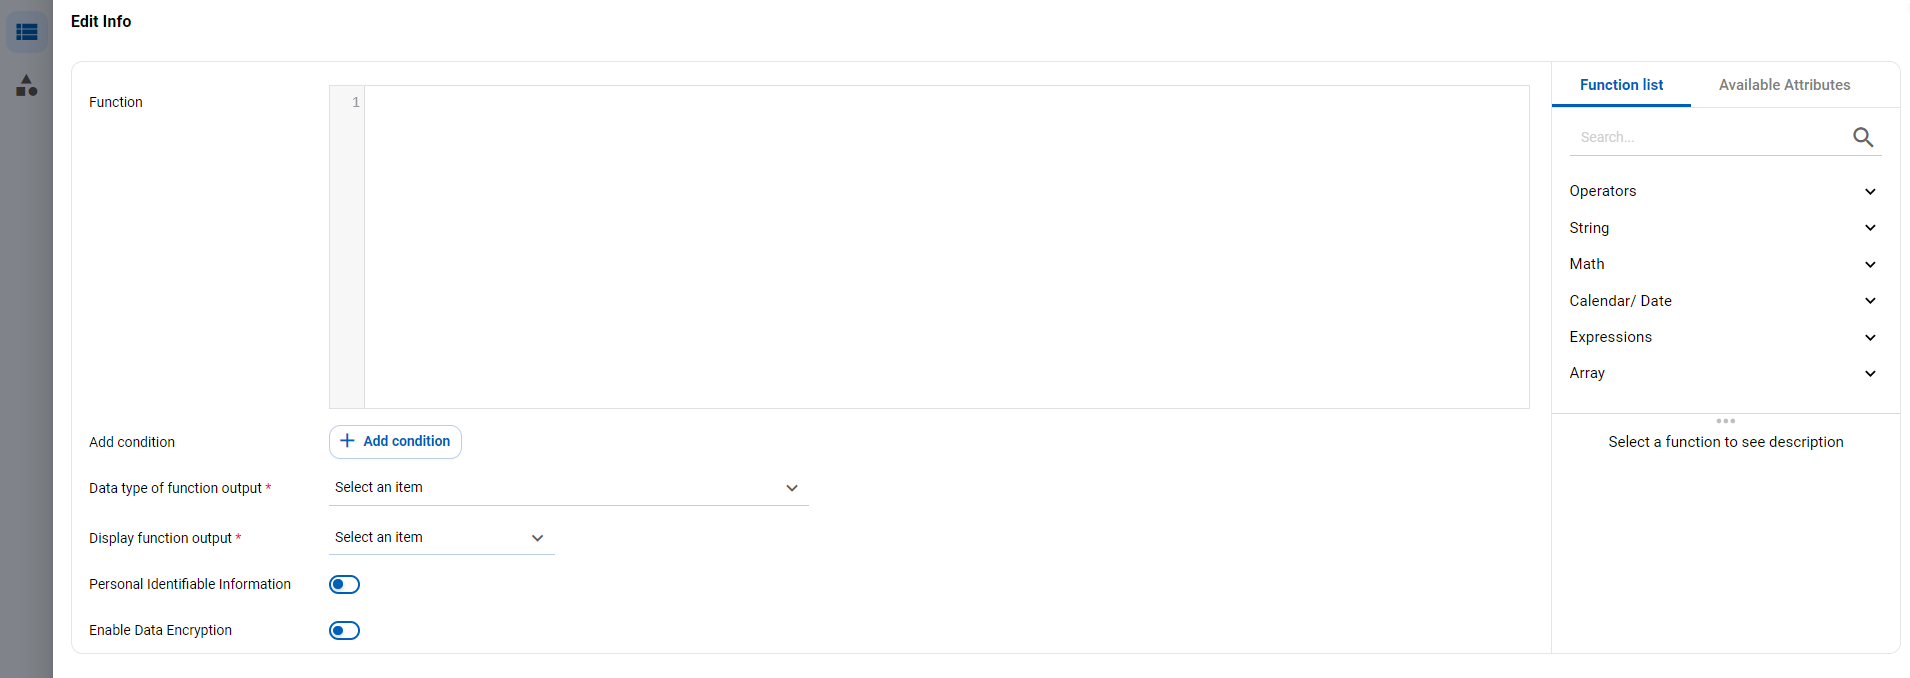 Edit Info
Function
1
Add condition
Add condition
Data type of function output *
Select an item
Display function output *
Select an item
Personal Identifiable Information
Enable Data Encryption
Function list
Available Attributes
Search...
Operators
String
Math
Calendar/ Date
Expressions
Array
Select a function to see description